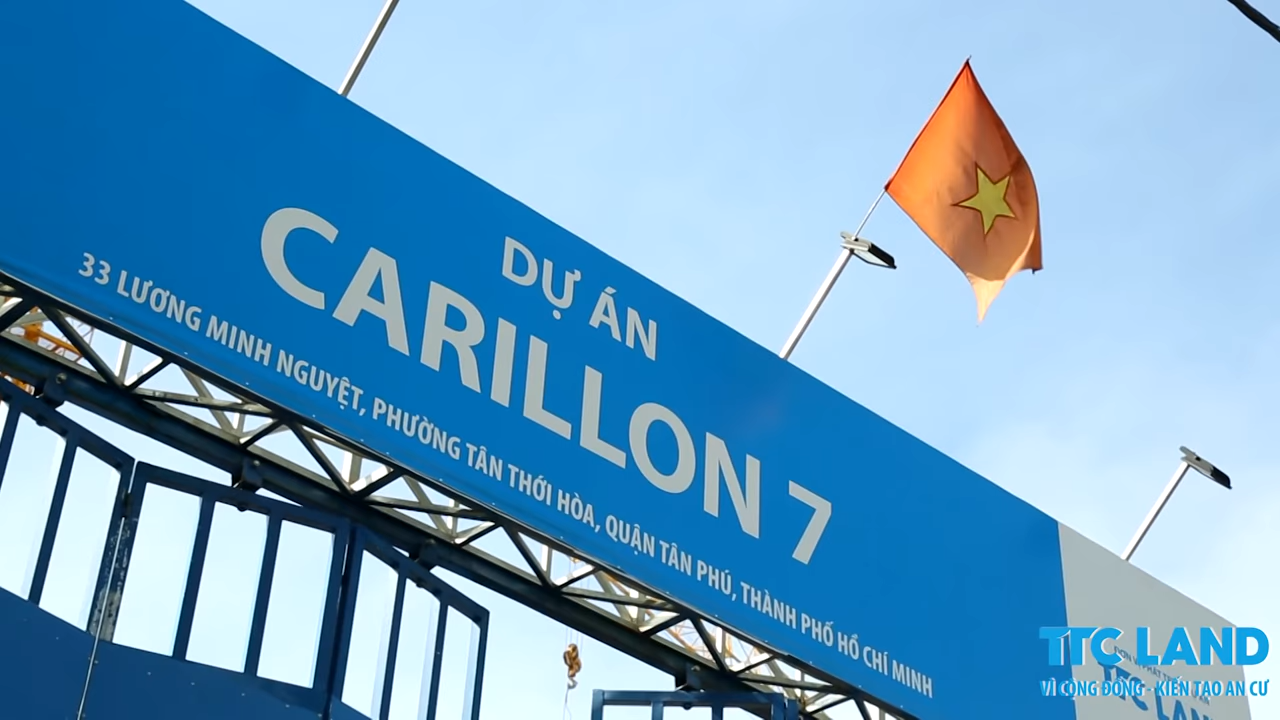 DỰ ÁN
CARILLON 7
33 LƯƠNG MINH NGUYỆT, PHƯỜNG TÂN THỚI HÒA, QUẬN TÂN PHÚ, THÀNH PHỐ HỒ CHÍ MINH
TTC LAND
VÌ CỘNG ĐỒNG - KIẾN TẠO AN CƯ